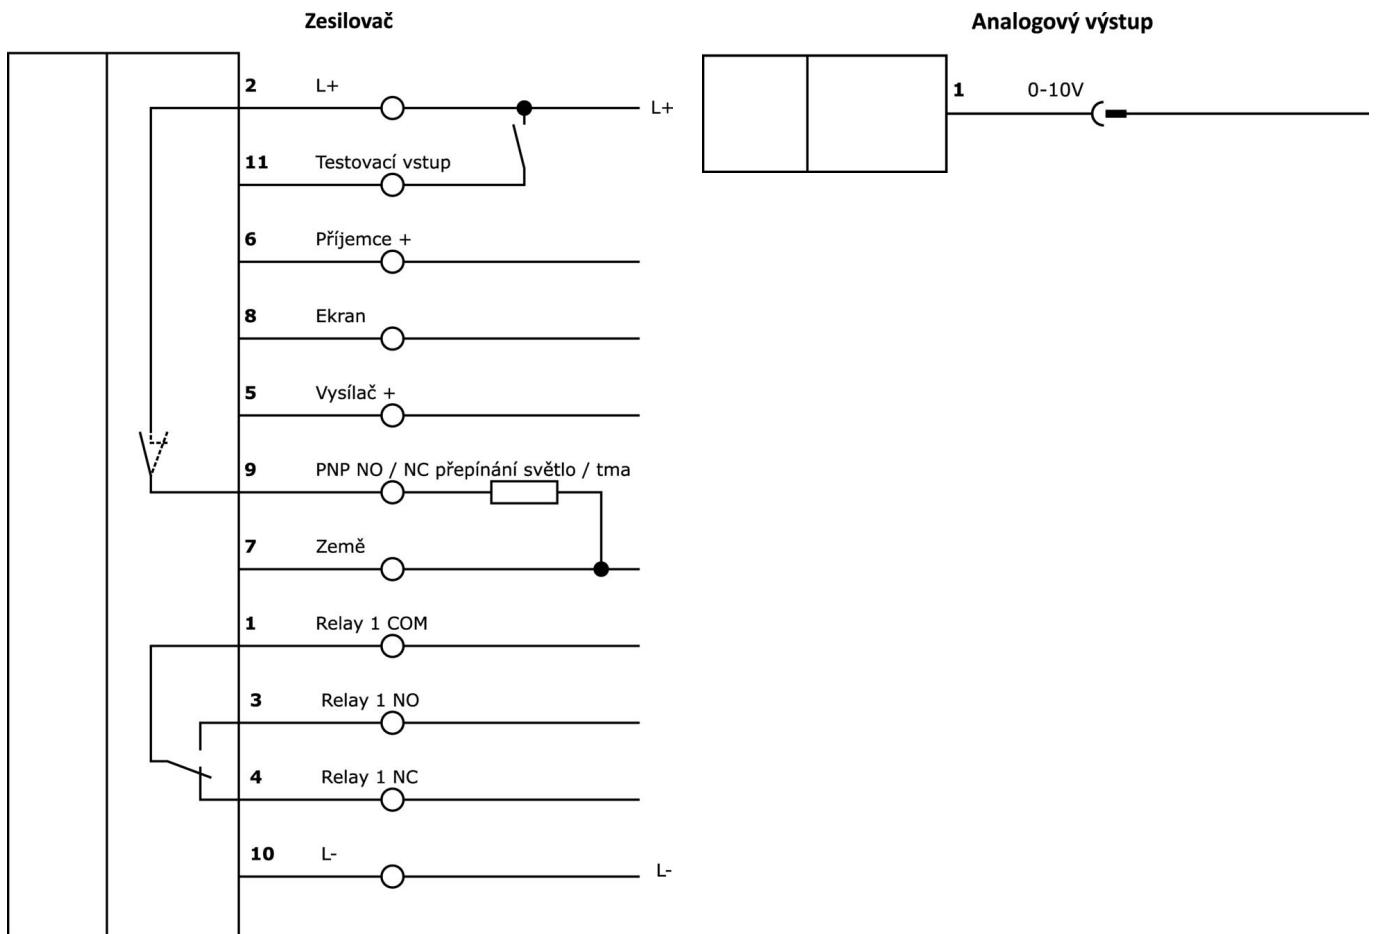 Zesilovač
2 L+
L+
11 Testovací vstup
6 Příjemce +
8 Ekran
5 Vysílač +
9 PNP NO / NC přepínání světlo / tma
7 Země
1 Relay 1 COM
3 Relay 1 NO
4 Relay 1 NC
10 L-
L-
Analogový výstup
1 0-10V